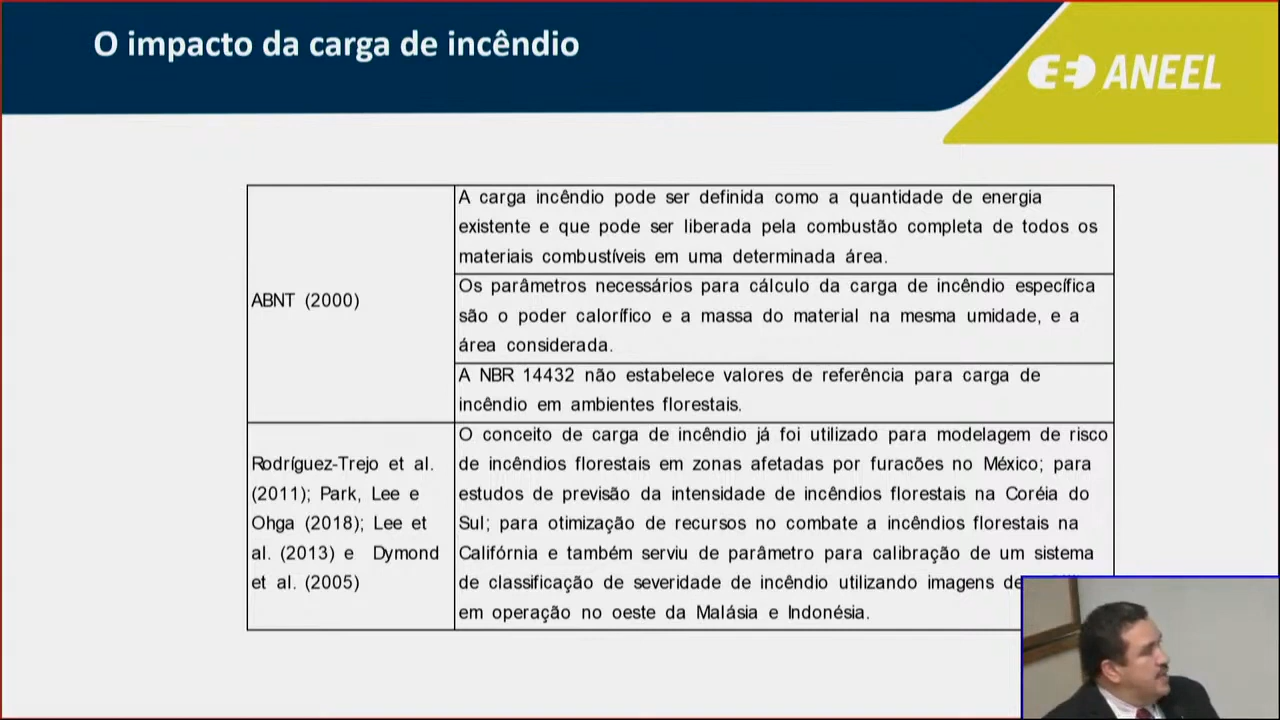 O impacto da carga de incêndio
ANEEL
A carga incêndio pode ser definida como a quantidade de energia
existente e que pode ser liberada pela combustão completa de todos os
materiais combustíveis em uma determinada área.
ABNT (2000)
Os parâmetros necessários para cálculo da carga de incêndio específica
são o poder calorífico e a massa do material na mesma umidade, e a
área considerada.
A NBR 14432 não estabelece valores de referência para carga de
incêndio em ambientes florestais.
Rodríguez-Trejo et al.
(2011); Park, Lee e
Ohga (2018); Lee et
al. (2013) e Dymond
et al. (2005)
O conceito de carga de incêndio já foi utilizado para modelagem de risco
de incêndios florestais em zonas afetadas por furacões no México; para
estudos de previsão da intensidade de incêndios florestais na Coréia do
Sul; para otimização de recursos no combate a incêndios florestais na
Califórnia e também serviu de parâmetro para calibração de um sistema
de classificação de severidade de incêndio utilizando imagens de
em operação no oeste da Malásia e Indonésia.